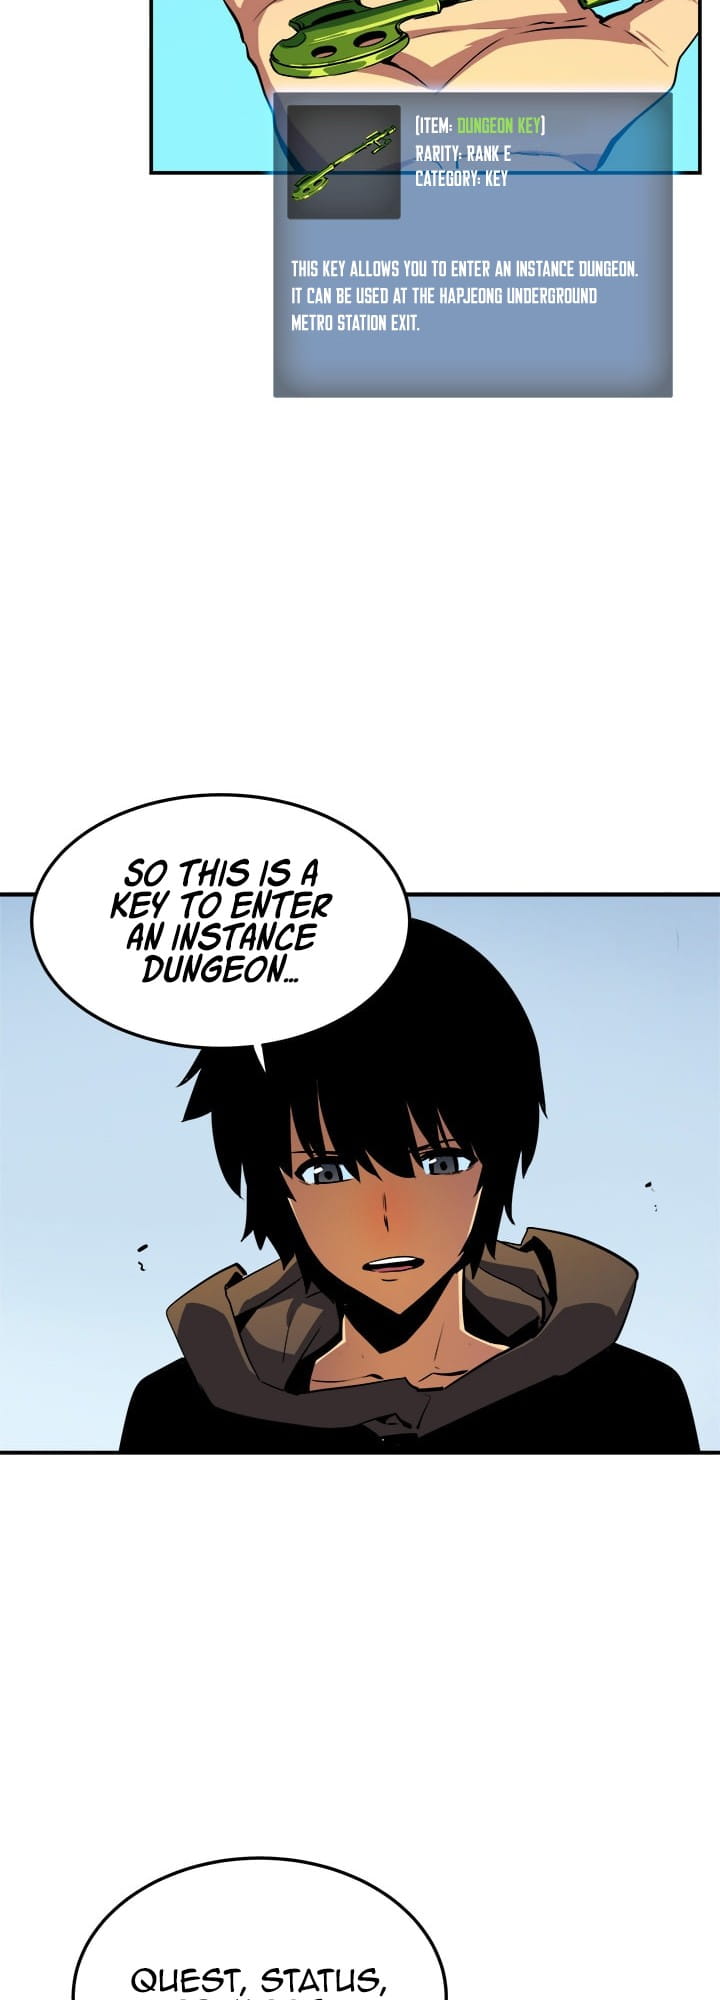 [ITEM: DUNGEON KEY]
RARITY: RANK E
CATEGORY: KEY
THIS KEY ALLOWS YOU TO ENTER AN INSTANCE DUNGEON.
IT CAN BE USED AT THE HAPJEONG UNDERGROUND
METRO STATION EXIT.
SO THIS IS A
KEY TO ENTER
AN INSTANCE
DUNGEON...
QUEST, STATUS,